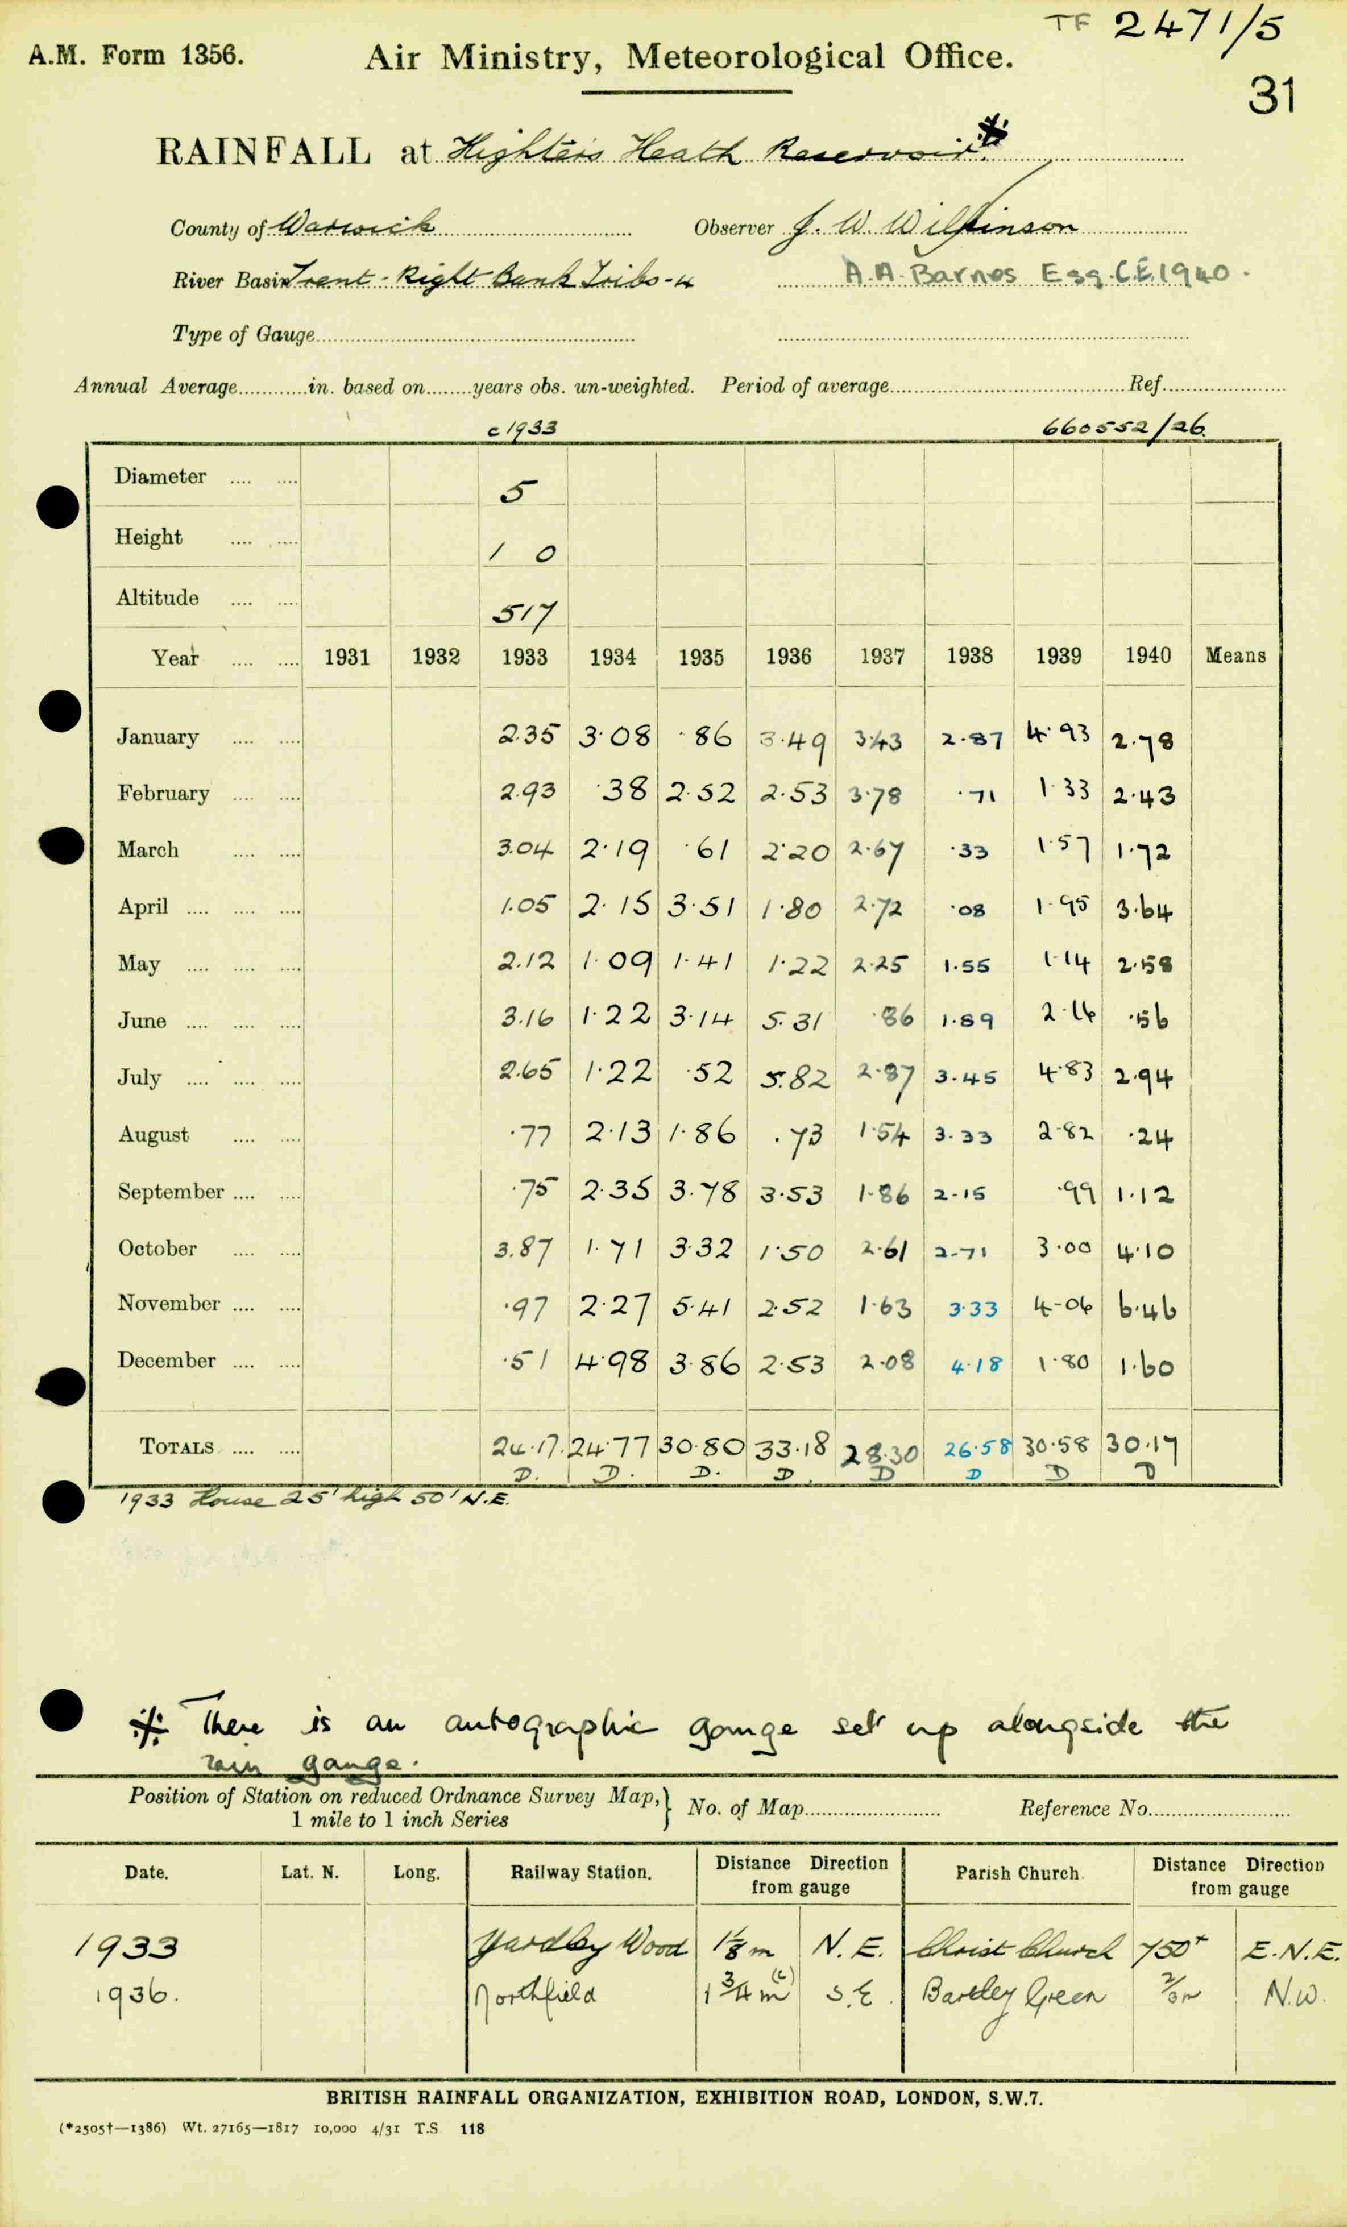 TF 2471/5
A.M. Form 1356. Air Ministry, Meteorological Office.
31
RAINFALL at Highters Heath Reservoir.*
County of Warwick Observer J. W. Wilkinson
River Basin Trent - Right Bank Tribs - 4 A. A. Barnes Esq. C.E. 1940.
Type of Gauge
Annual Average in. based on years obs. un-weighted. Period of average Ref.
c 1933 660552/26
Diameter 5
Height 1 0
Altitude 517
Year 1931 1932 1933 1934 1935 1936 1937 1938 1939 1940 Means
January 2.35 3.08 .86 3.49 3.43 2.87 4.93 2.78
February 2.93 .38 2.52 2.53 3.78 .71 1.33 2.43
March 3.04 2.19 .61 2.20 2.67 .33 1.57 1.72
April 1.05 2.15 3.51 1.80 2.72 .08 1.95 3.64
May 2.12 1.09 1.41 1.22 2.25 1.55 1.14 2.58
June 3.16 1.22 3.14 5.31 .86 1.89 2.16 .56
July 2.65 1.22 .52 5.82 2.87 3.45 4.83 2.94
August .77 2.13 1.86 .73 1.54 3.33 2.82 .24
September .75 2.35 3.78 3.53 1.86 2.15 .99 1.12
October 3.87 1.71 3.32 1.50 2.61 2.71 3.00 4.10
November .97 2.27 5.41 2.52 1.63 3.33 4.06 6.46
December .51 4.98 3.86 2.53 2.08 4.18 1.80 1.60
TOTALS 24.17 24.77 30.80 33.18 28.30 26.58 30.58 30.17
D. D. D. D. D D D D
1933 House 25' high 50' N.E.
* There is an autographic gauge set up alongside the
rain gauge.
Position of Station on reduced Ordnance Survey Map, } No. of Map Reference No.
1 mile to 1 inch Series
Date. Lat. N. Long. Railway Station. Distance Direction from gauge Parish Church Distance Direction from gauge
1933 Yardley Wood 1 1/8 m N.E. Christ Church 750ˣ E.N.E.
1936. Northfield 1 3/4 m (c) S.E. Bartley Green N.W.
BRITISH RAINFALL ORGANIZATION, EXHIBITION ROAD, LONDON, S.W.7.
(*2505†—1386) Wt. 27165—1817 10,000 4/31 T.S. 118